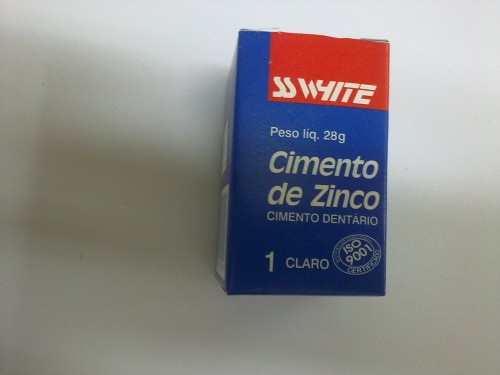 SS WHITE
Peso líq. 28g
Cimento
de Zinco
CIMENTO DENTÁRIO
1 CLARO
ISO
9001
CERTIFICADO